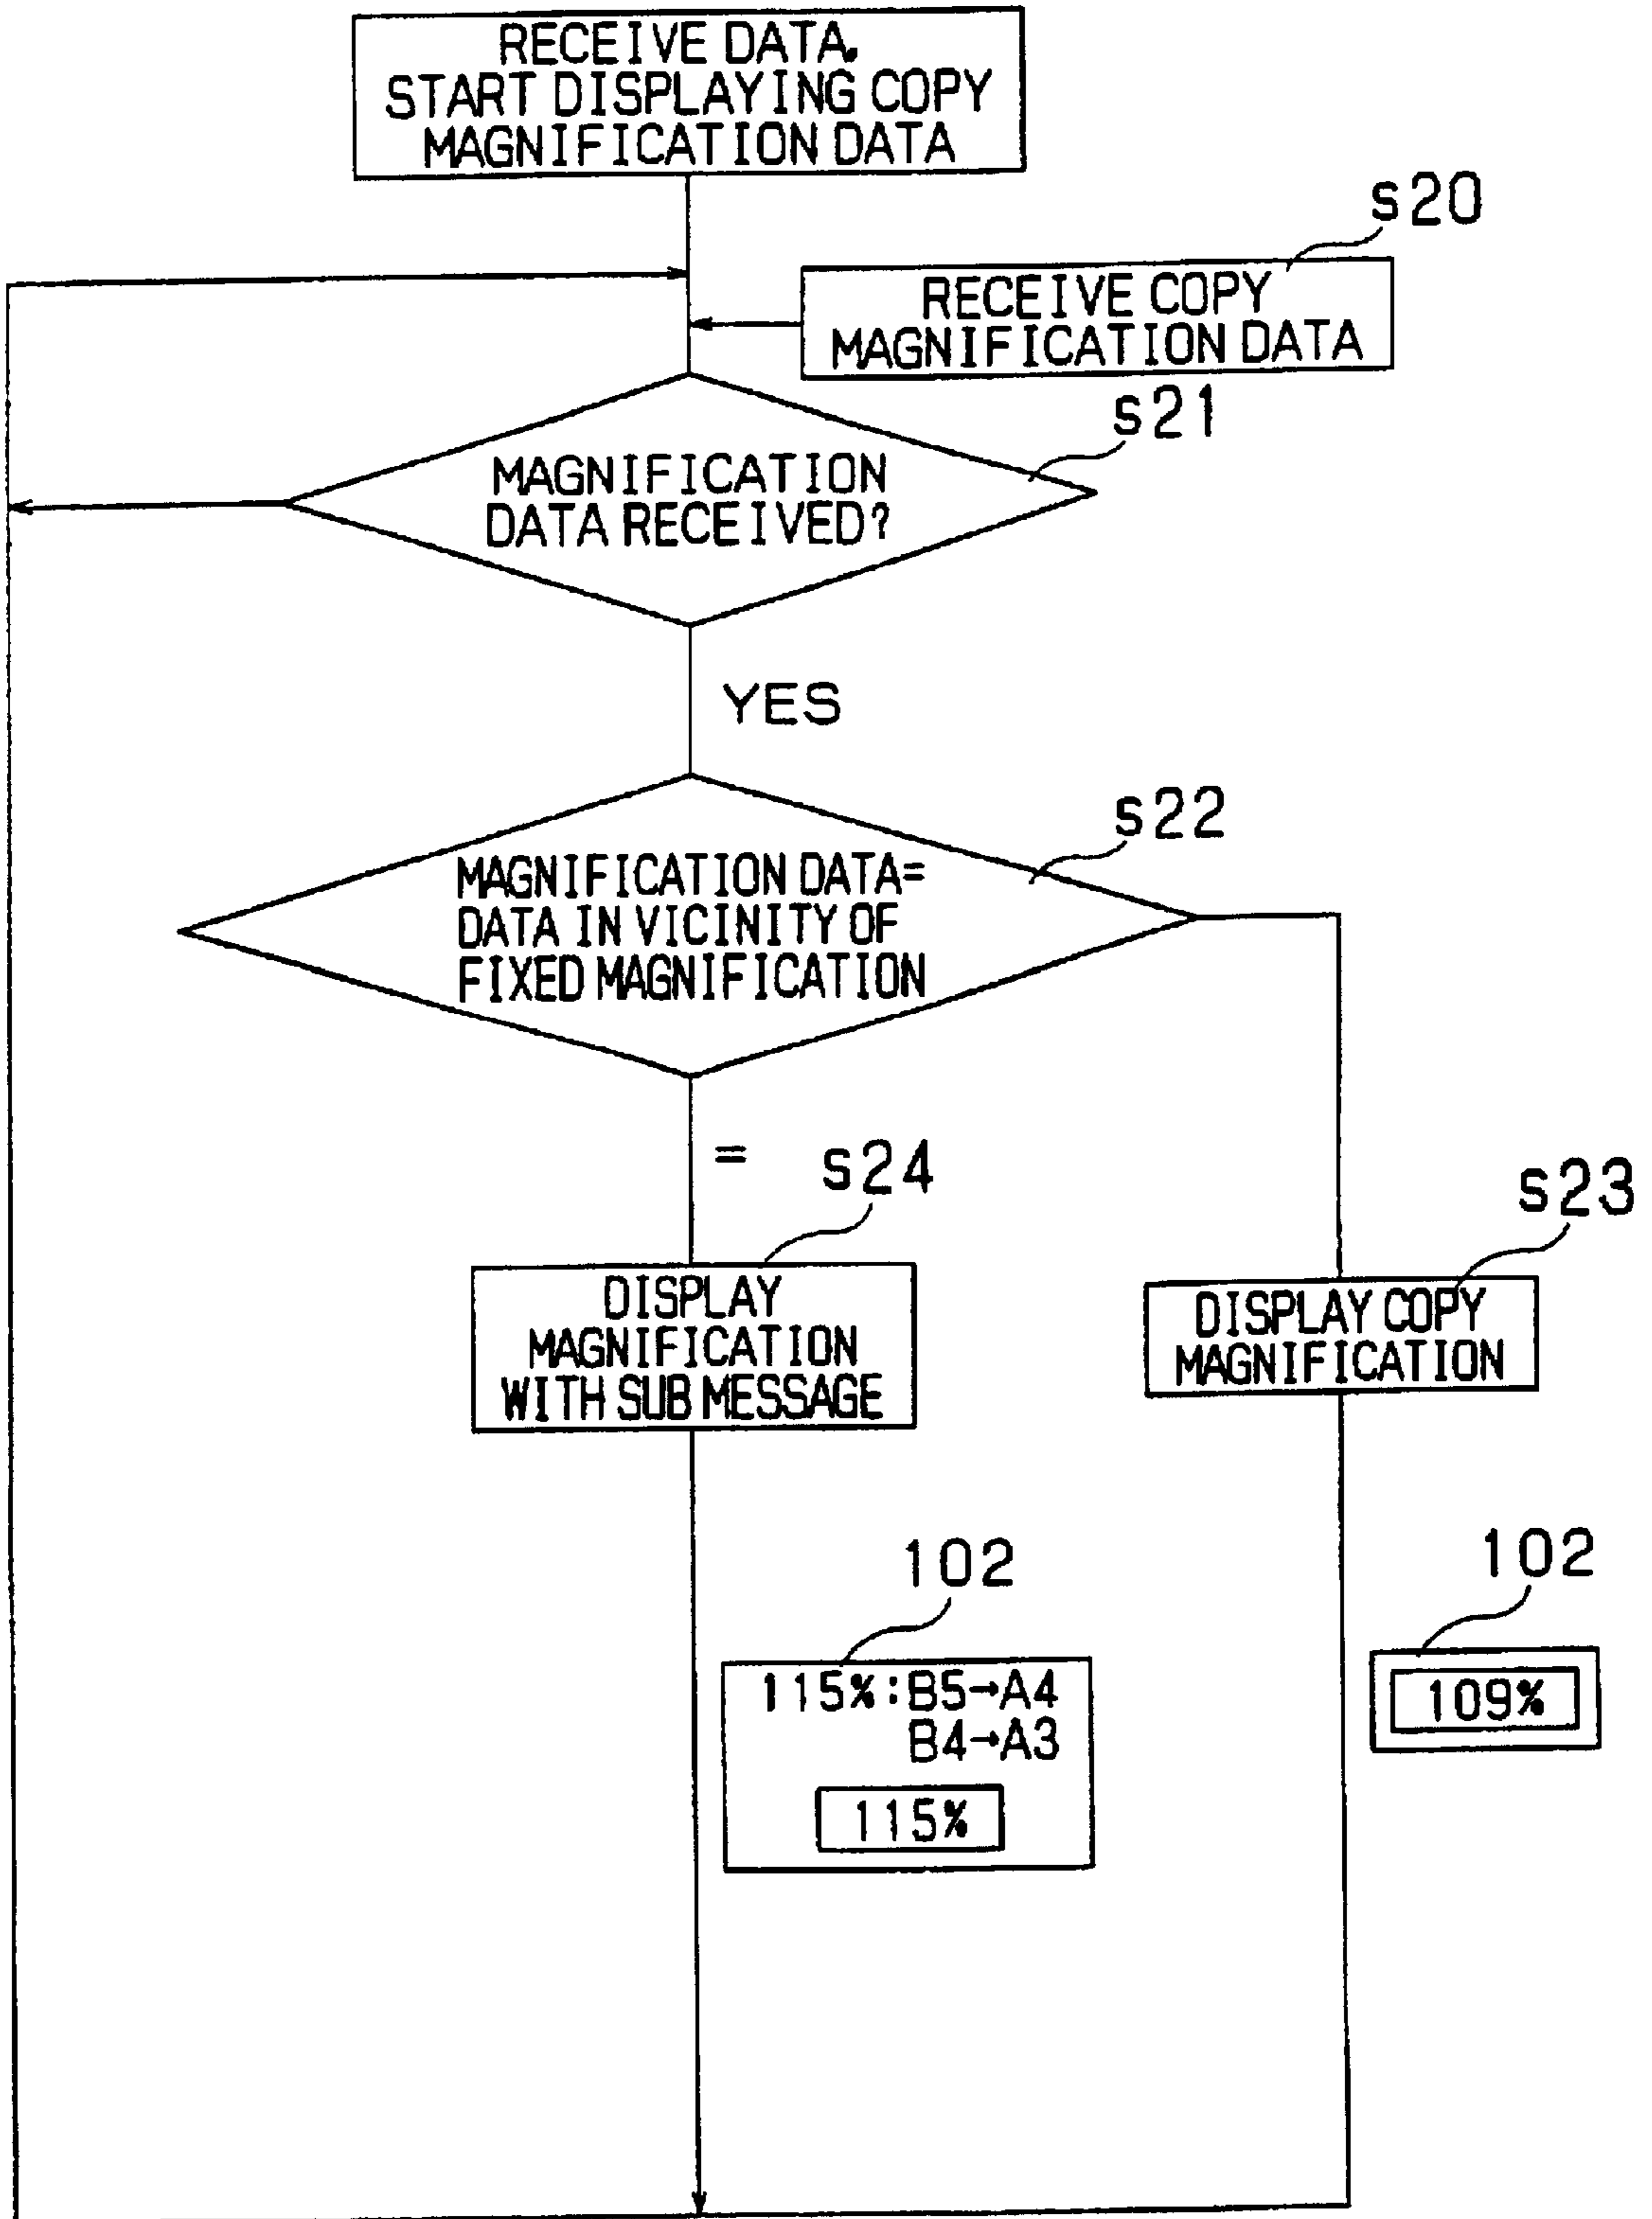 RECEIVE DATA.
START DISPLAYING COPY
MAGNIFICATION DATA
s20
RECEIVE COPY
MAGNIFICATION DATA
s21
MAGNIFICATION
DATA RECEIVED?
YES
s22
MAGNIFICATION DATA=
DATA IN VICINITY OF
FIXED MAGNIFICATION
=
s24
s23
DISPLAY
MAGNIFICATION
WITH SUB MESSAGE
DISPLAY COPY
MAGNIFICATION
102
102
115%:B5→A4
B4→A3
115%
109%